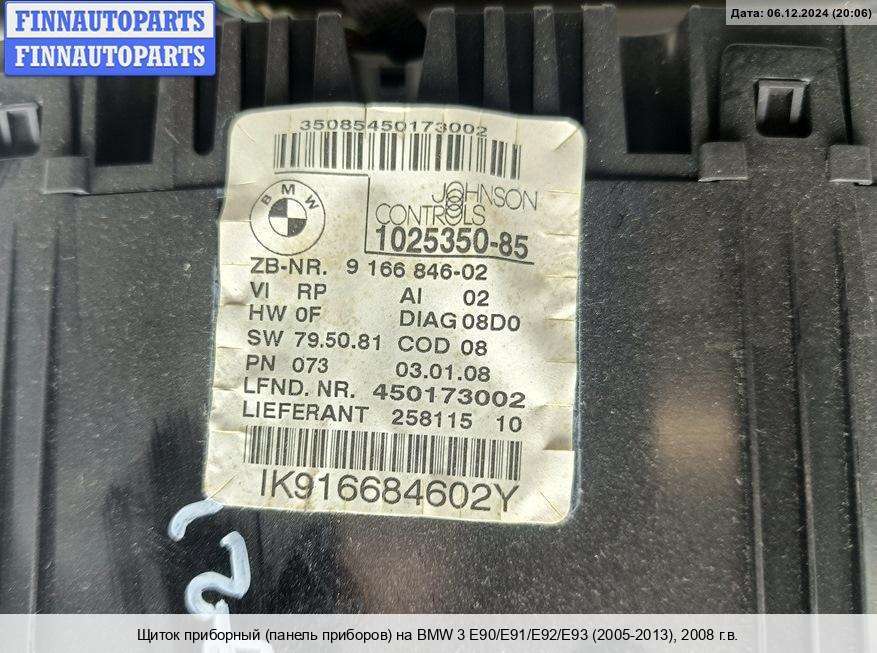 FINNAUTOPARTS
FINNAUTOPARTS
Дата: 06.12.2024 (20:06)
35085450173002
BMW
JOHNSON
CONTROLS
1025350-85
ZB-NR. 9 166 846-02
VI RP AI 02
HW 0F DIAG 08D0
SW 79.50.81 COD 08
PN 073 03.01.08
LFND. NR. 450173002
LIEFERANT 258115 10
IK916684602Y
Щиток приборный (панель приборов) на BMW 3 E90/E91/E92/E93 (2005-2013), 2008 г.в.